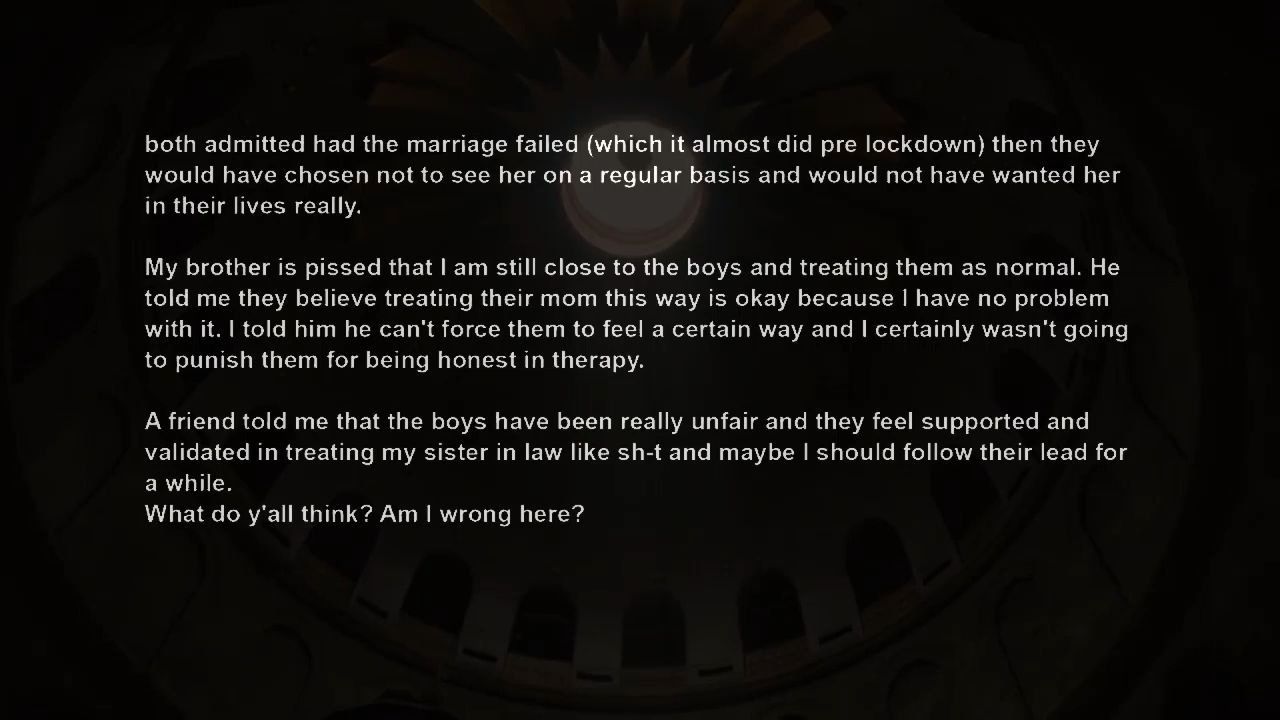 both admitted had the marriage failed (which it almost did pre lockdown) then they
would have chosen not to see her on a regular basis and would not have wanted her
in their lives really.
My brother is pissed that I am still close to the boys and treating them as normal. He
told me they believe treating their mom this way is okay because I have no problem
with it. I told him he can't force them to feel a certain way and I certainly wasn't going
to punish them for being honest in therapy.
A friend told me that the boys have been really unfair and they feel supported and
validated in treating my sister in law like sh-t and maybe I should follow their lead for
a while.
What do y'all think? Am I wrong here?